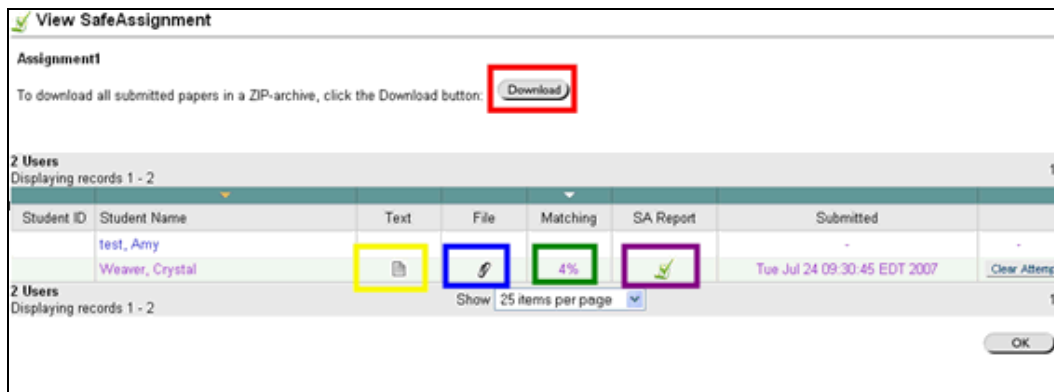 View SafeAssignment
Assignment1
To download all submitted papers in a ZIP-archive, click the Download button: Download
2 Users
Displaying records 1 - 2
1
Student ID Student Name Text File Matching SA Report Submitted
test, Amy - -
Weaver, Crystal 4% Tue Jul 24 09:30:45 EDT 2007 Clear Attemp
2 Users
Show 25 items per page
Displaying records 1 - 2
1
OK